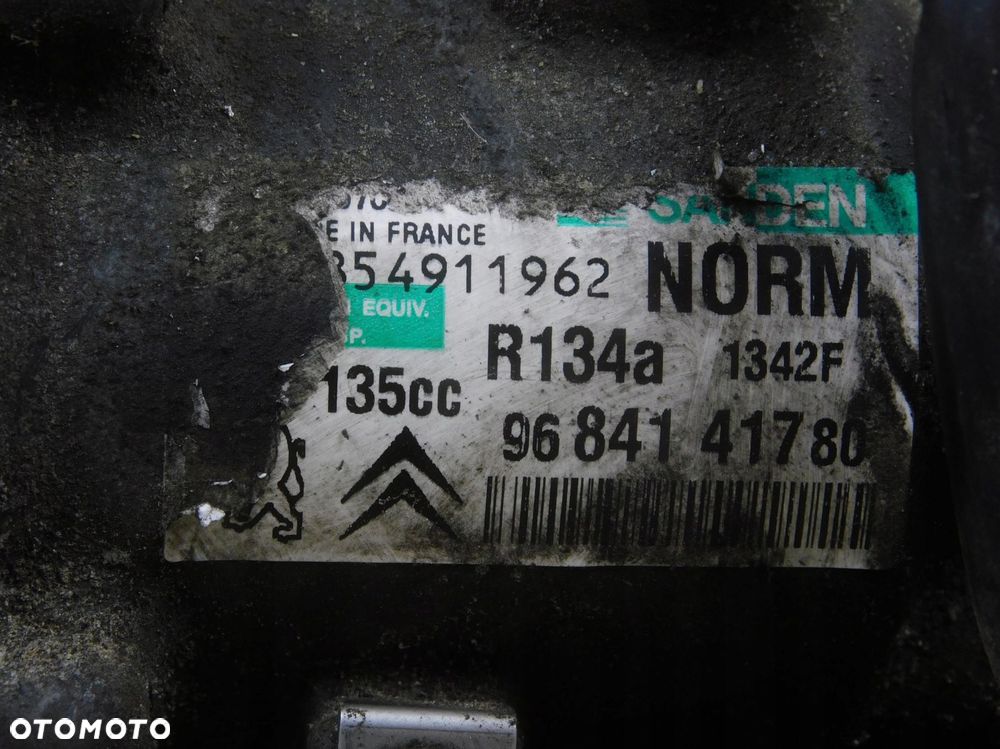 SANDEN
E IN FRANCE
354911962
NORM
EQUIV.
P.
R134a 1342F
135cc
96 841 417 80
OTOMOTO